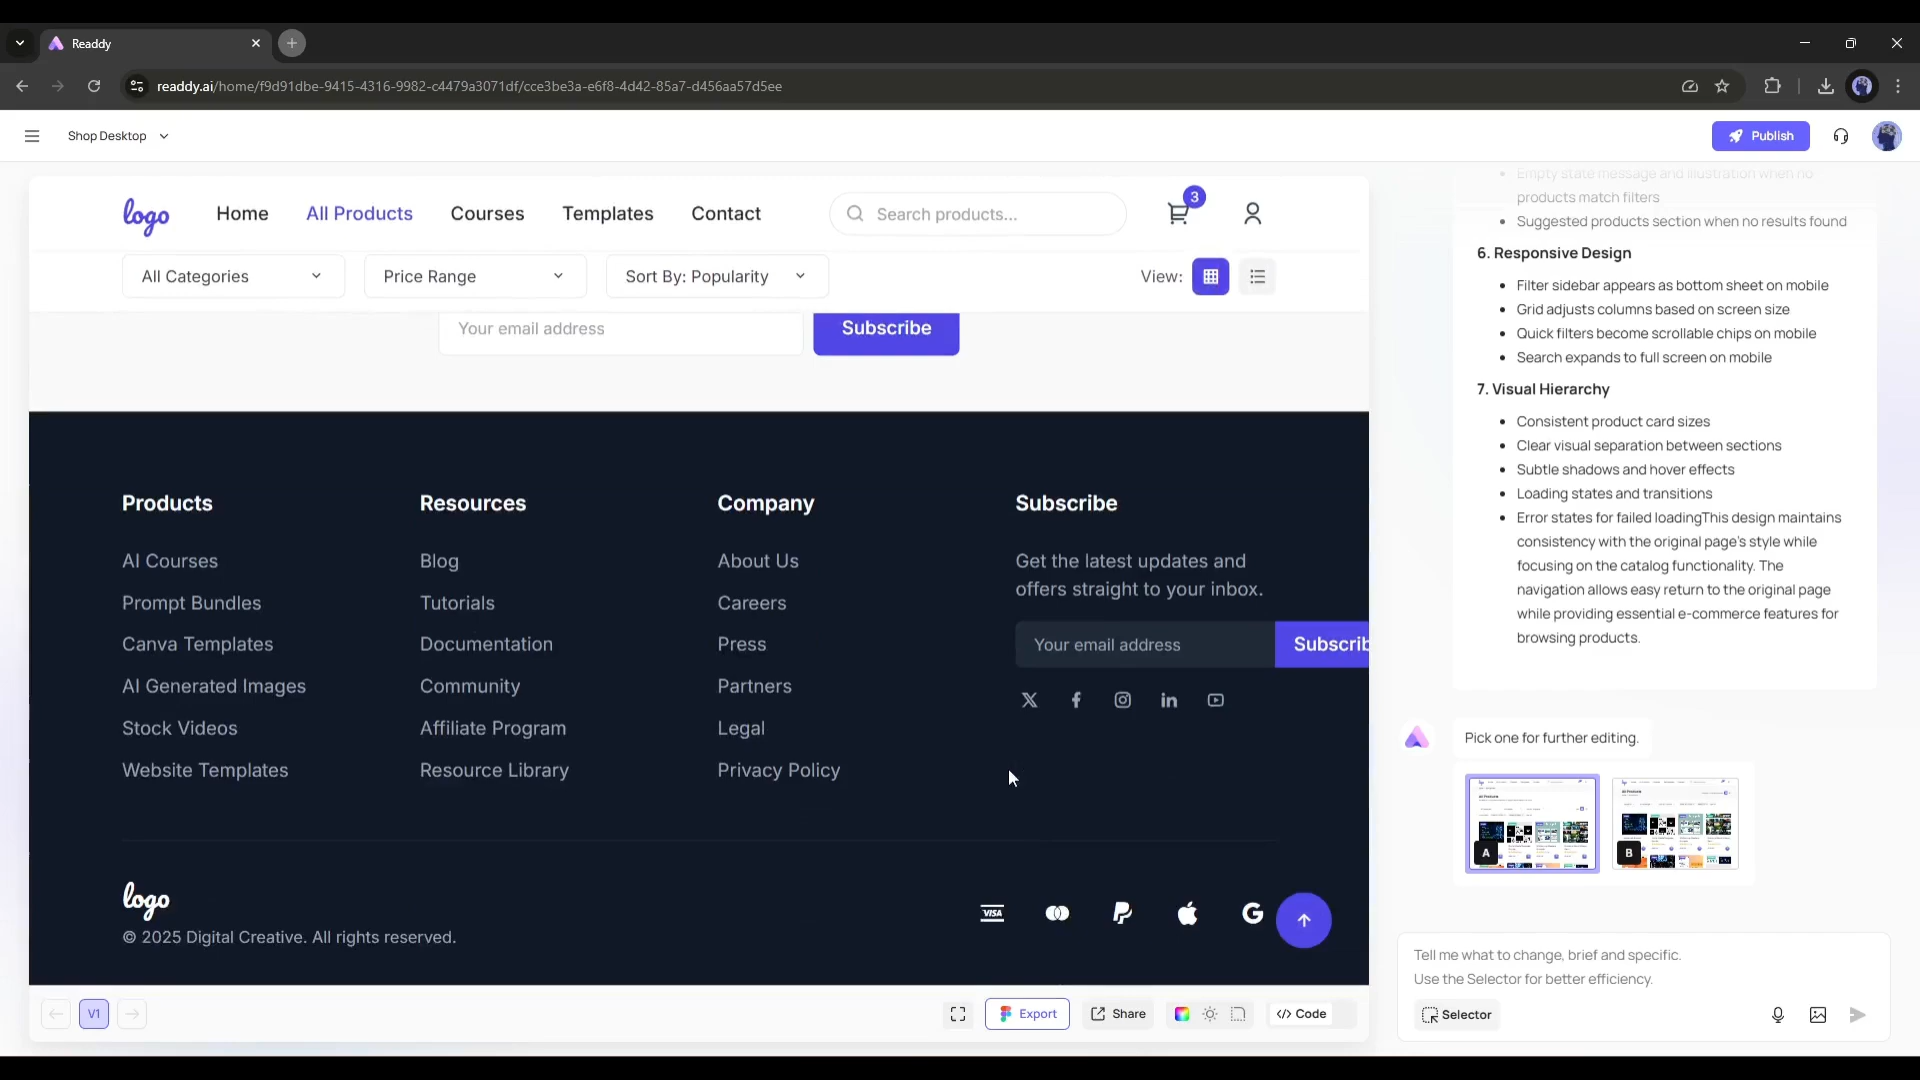 Readdy
readdy.ai/home/f9d91dbe-9415-4316-9982-c4479a3071df/cce3be3a-e6f8-4d42-85a7-d456aa57d5ee
Shop Desktop
Publish
logo
Home
All Products
Courses
Templates
Contact
Search products...
3
All Categories
Price Range
Sort By: Popularity
View:
Your email address
Subscribe
Products
AI Courses
Prompt Bundles
Canva Templates
AI Generated Images
Stock Videos
Website Templates
Resources
Blog
Tutorials
Documentation
Community
Affiliate Program
Resource Library
Company
About Us
Careers
Press
Partners
Legal
Privacy Policy
Subscribe
Get the latest updates and
offers straight to your inbox.
Your email address
Subscrib
logo
© 2025 Digital Creative. All rights reserved.
VISA
V1
Export
Share
</> Code
Empty state message and illustration when no
products match filters
Suggested products section when no results found
6. Responsive Design
Filter sidebar appears as bottom sheet on mobile
Grid adjusts columns based on screen size
Quick filters become scrollable chips on mobile
Search expands to full screen on mobile
7. Visual Hierarchy
Consistent product card sizes
Clear visual separation between sections
Subtle shadows and hover effects
Loading states and transitions
Error states for failed loadingThis design maintains
consistency with the original page's style while
focusing on the catalog functionality. The
navigation allows easy return to the original page
while providing essential e-commerce features for
browsing products.
Pick one for further editing.
A
B
Tell me what to change, brief and specific.
Use the Selector for better efficiency.
Selector